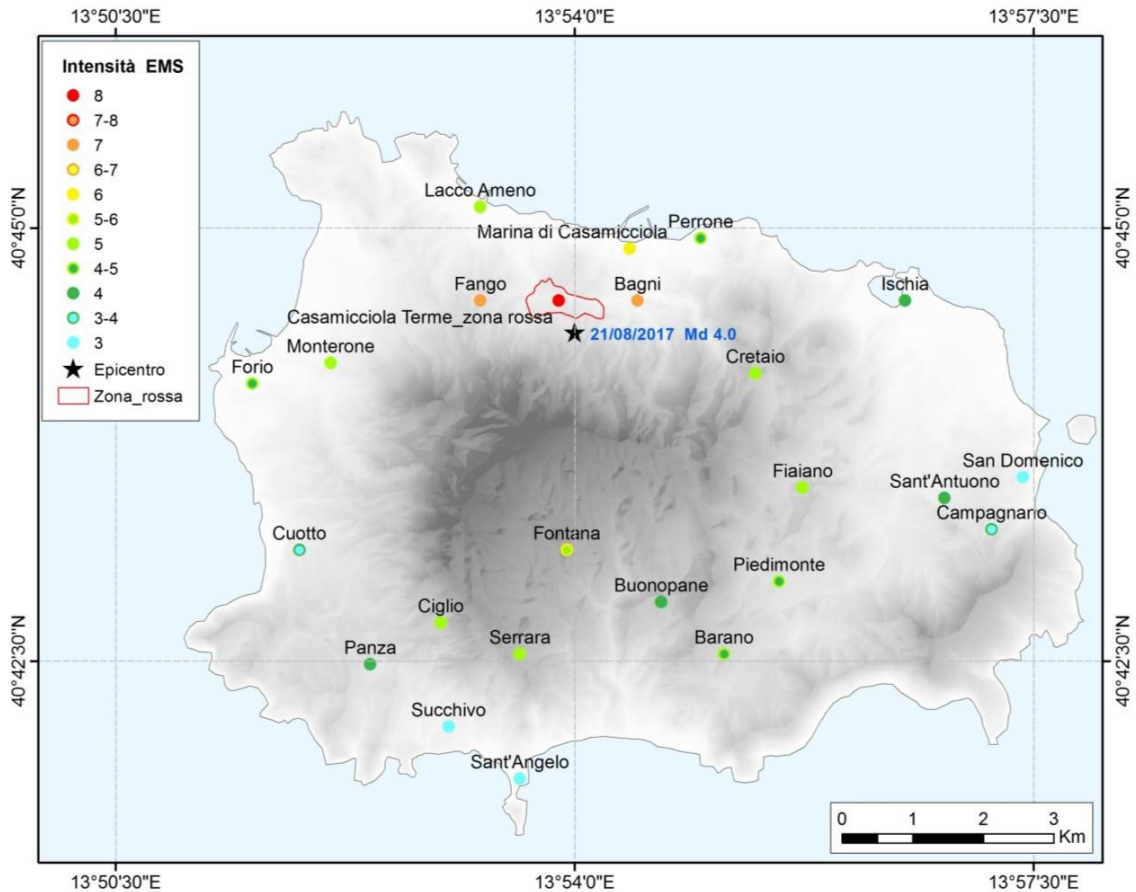 13°50'30"E
13°54'0"E
13°57'30"E
Intensità EMS
8
7-8
7
6-7
6
5-6
5
4-5
4
3-4
3
Epicentro
Zona_rossa
40°45'0"N
40°45'0"N
Lacco Ameno
Marina di Casamicciola
Perrone
Fango
Bagni
Ischia
Casamicciola Terme_zona rossa
21/08/2017 Md 4.0
Monterone
Forio
Cretaio
Fiaiano
San Domenico
Sant'Antuono
Campagnano
Cuotto
Fontana
Piedimonte
Buonopane
Ciglio
Serrara
Barano
Panza
40°42'30"N
40°42'30"N
Succhivo
Sant'Angelo
0 1 2 3
Km
13°50'30"E
13°54'0"E
13°57'30"E